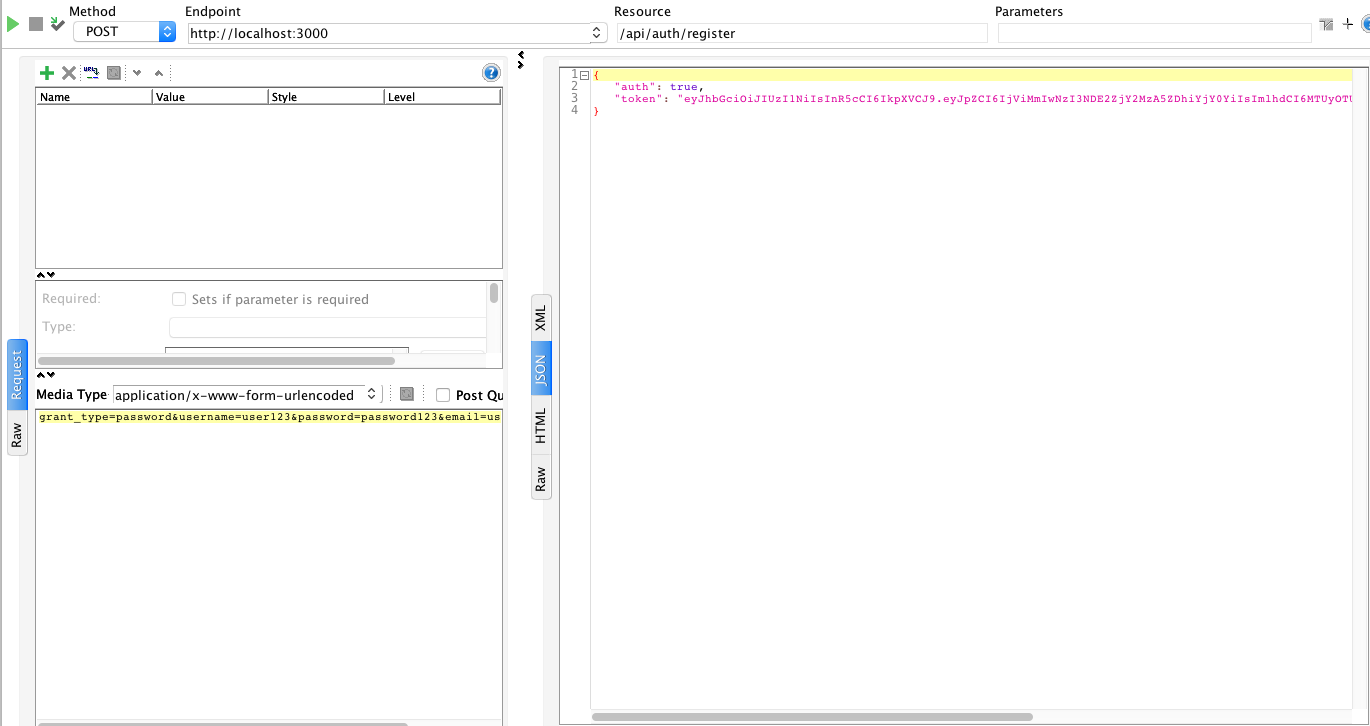 Method
Endpoint
Resource
Parameters
POST
http://localhost:3000
/api/auth/register
URL
Name Value Style Level
Required: Sets if parameter is required
Type:
Request
Raw
Media Type application/x-www-form-urlencoded Post Qu
grant_type=password&username=user123&password=password123&email=us
XML
JSON
HTML
Raw
1 {
2 "auth": true,
3 "token": "eyJhbGciOiJIUzI1NiIsInR5cCI6IkpXVCJ9.eyJpZCI6IjViMmIwNzI3NDE2ZjY2MzA5ZDhiYjY0YiIsImlhdCI6MTUyOTU
4 }